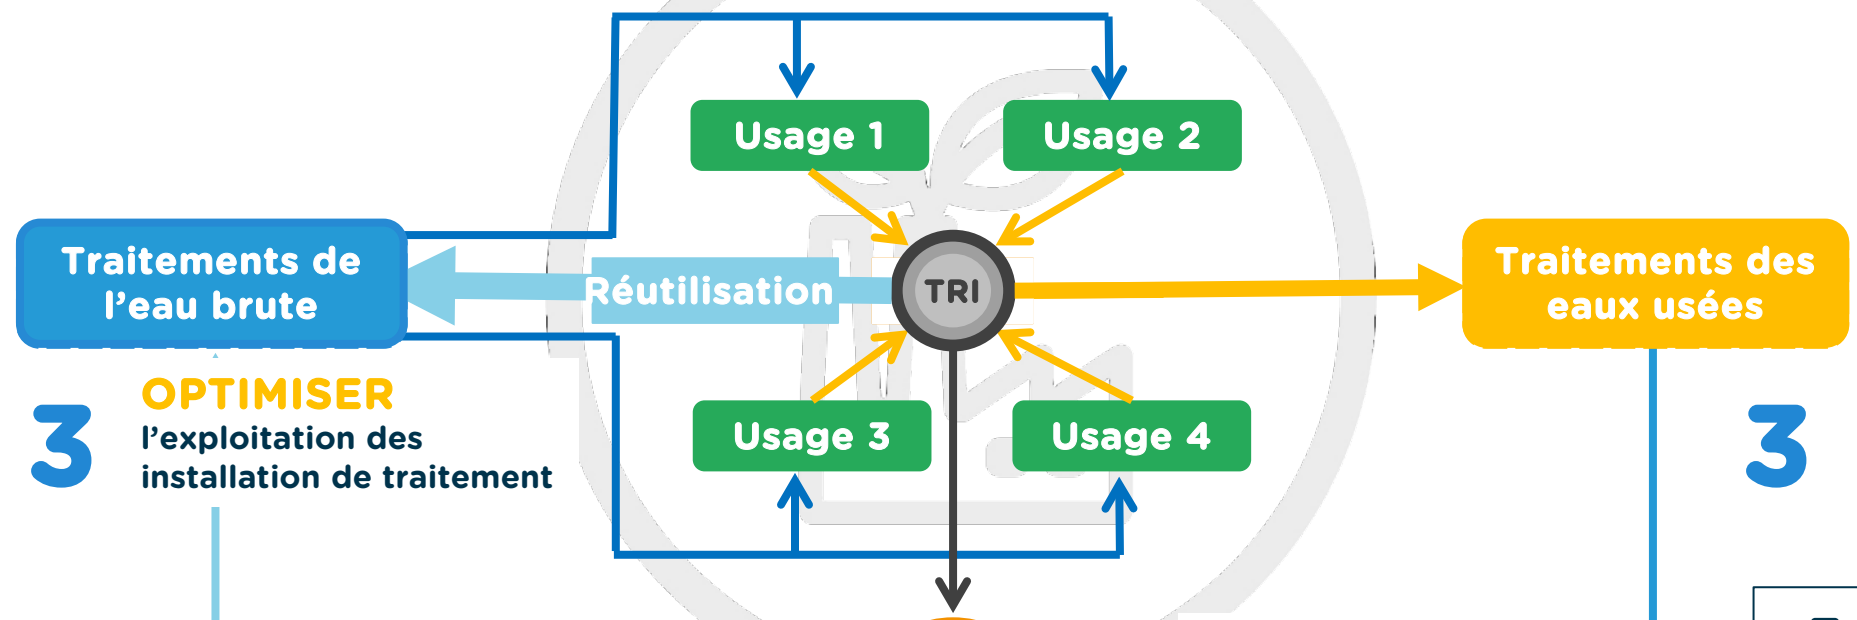 Usage 1
Usage 2
Traitements de
l'eau brute
Réutilisation
TRI
Traitements des
eaux usées
3
OPTIMISER
l'exploitation des
installation de traitement
Usage 3
Usage 4
3